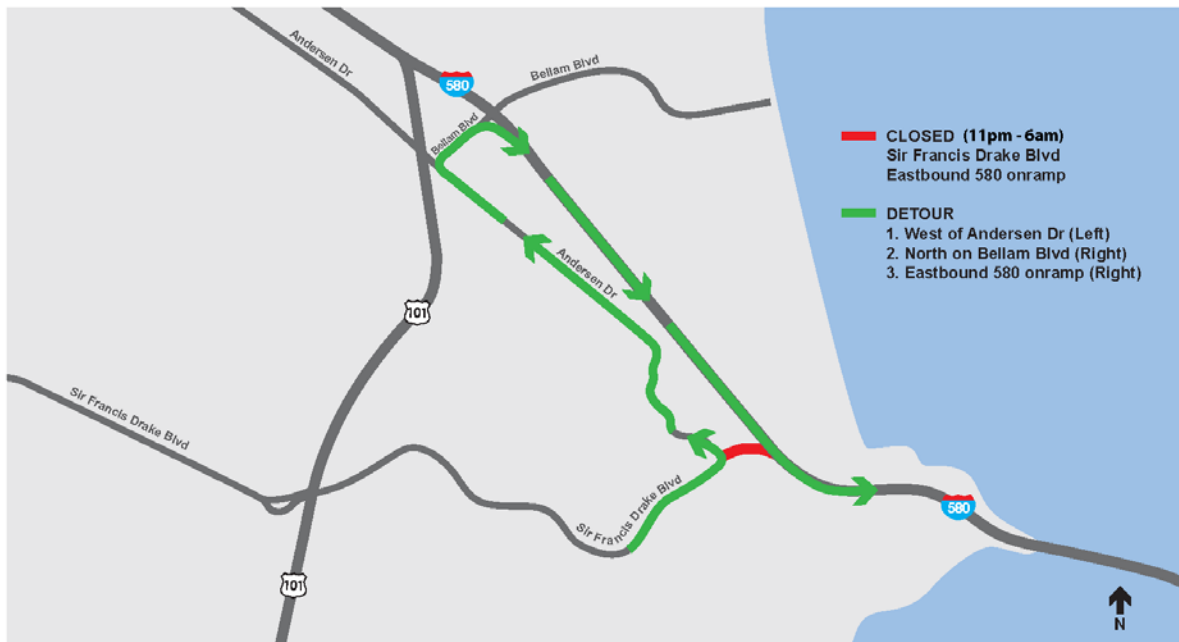 Andersen Dr
580
Bellam Blvd
Bellam Blvd
CLOSED (11pm - 6am)
Sir Francis Drake Blvd
Eastbound 580 onramp
DETOUR
1. West of Andersen Dr (Left)
2. North on Bellam Blvd (Right)
3. Eastbound 580 onramp (Right)
Andersen Dr
101
Sir Francis Drake Blvd
Sir Francis Drake Blvd
580
101
N